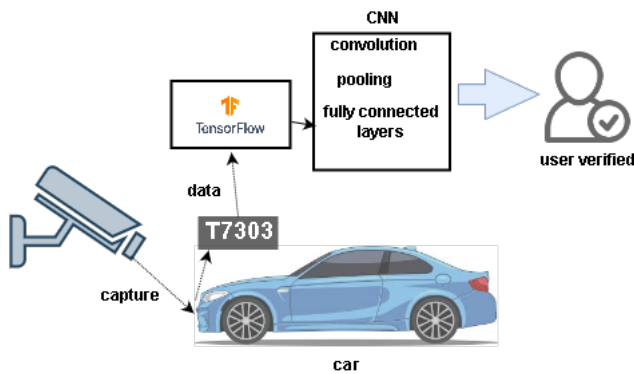 CNN
convolution
pooling
fully connected
layers
TensorFlow
user verified
data
T7303
capture
car